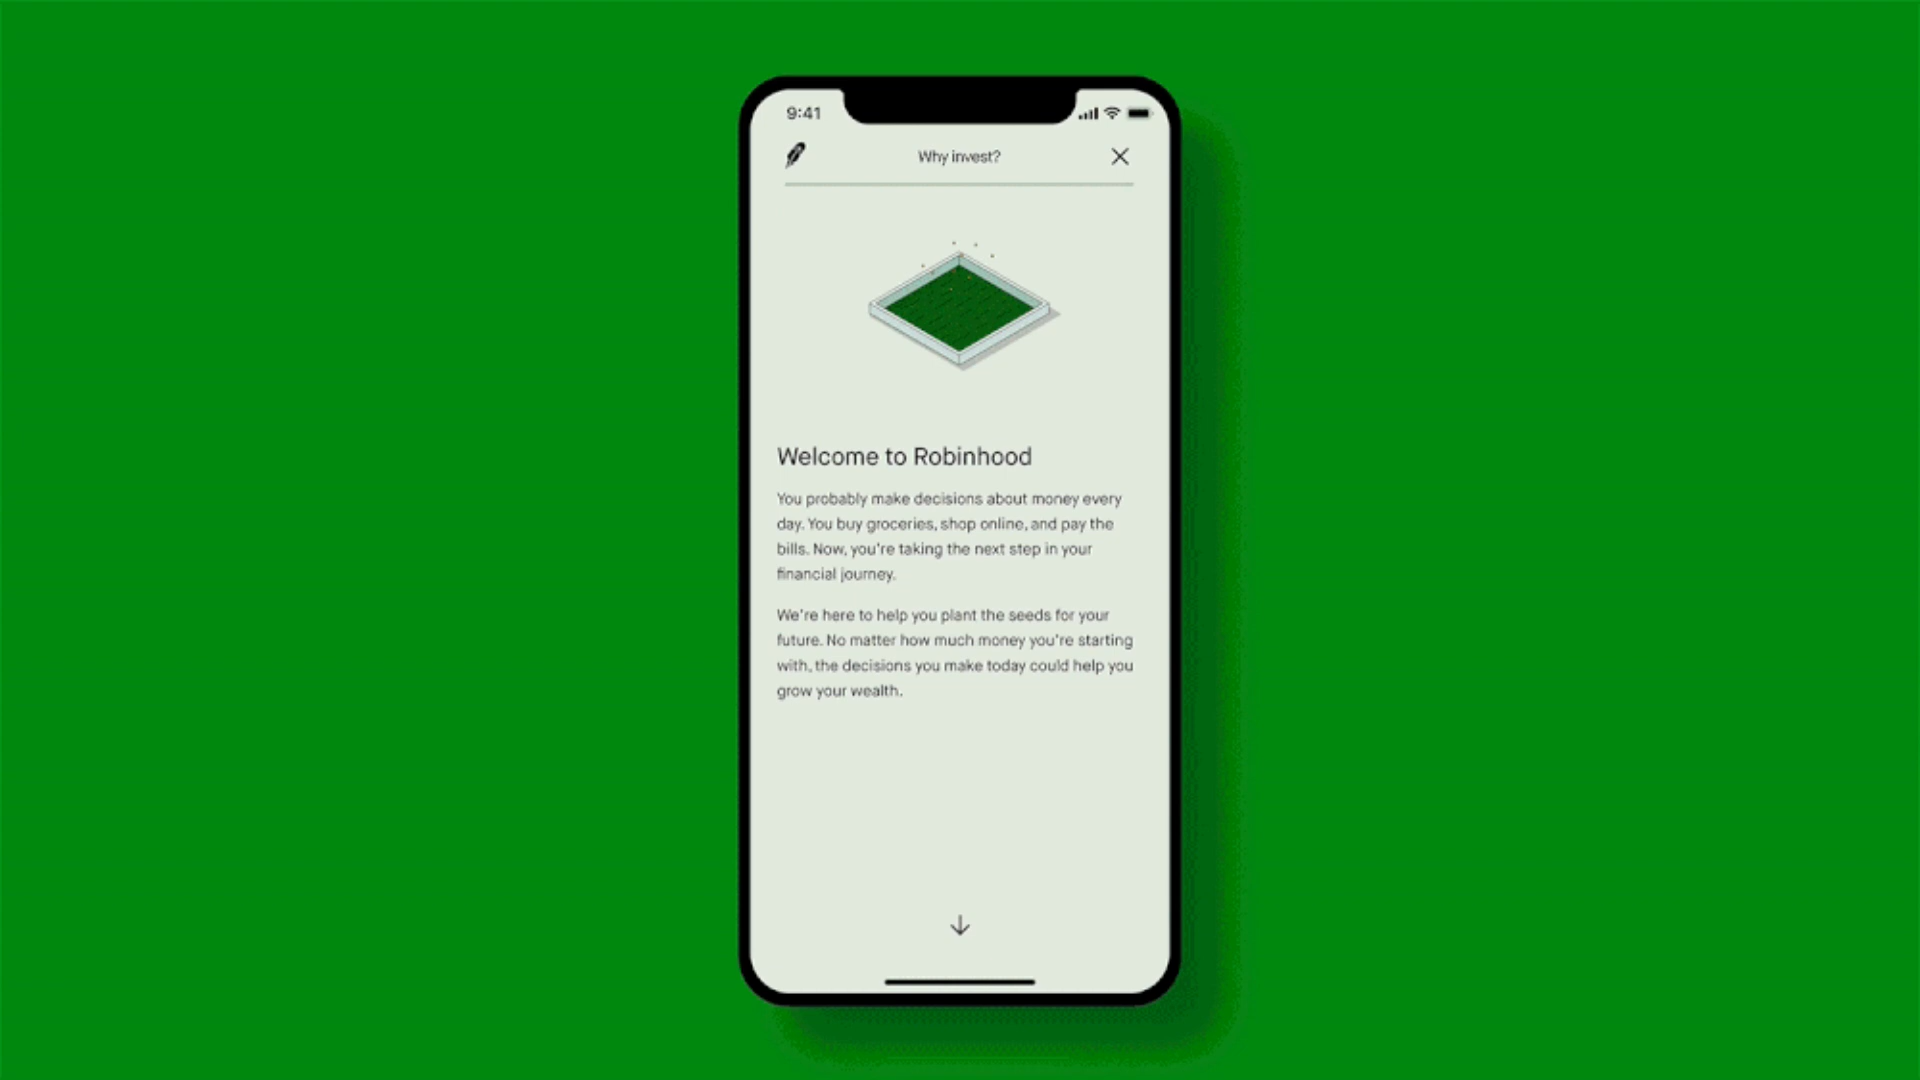 9:41
Why invest?
Welcome to Robinhood
You probably make decisions about money every
day. You buy groceries, shop online, and pay the
bills. Now, you're taking the next step in your
financial journey.
We're here to help you plant the seeds for your
future. No matter how much money you're starting
with, the decisions you make today could help you
grow your wealth.